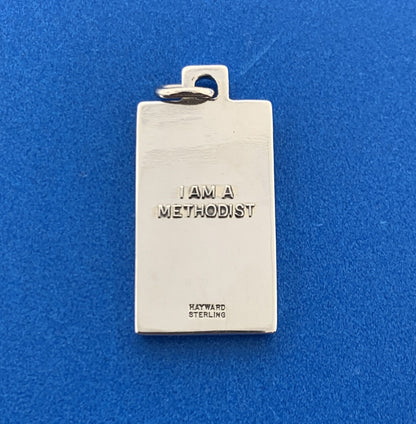 I AM A
METHODIST
HAYWARD
STERLING